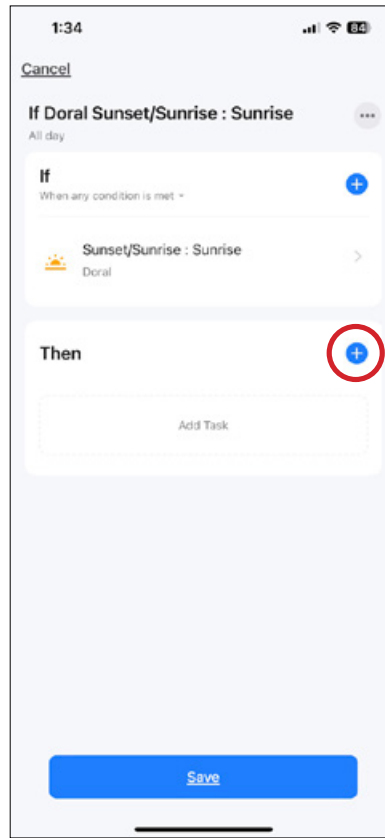 1:34
84
Cancel
If Doral Sunset/Sunrise : Sunrise
All day
If
When any condition is met
Sunset/Sunrise : Sunrise
Doral
Then
Add Task
Save